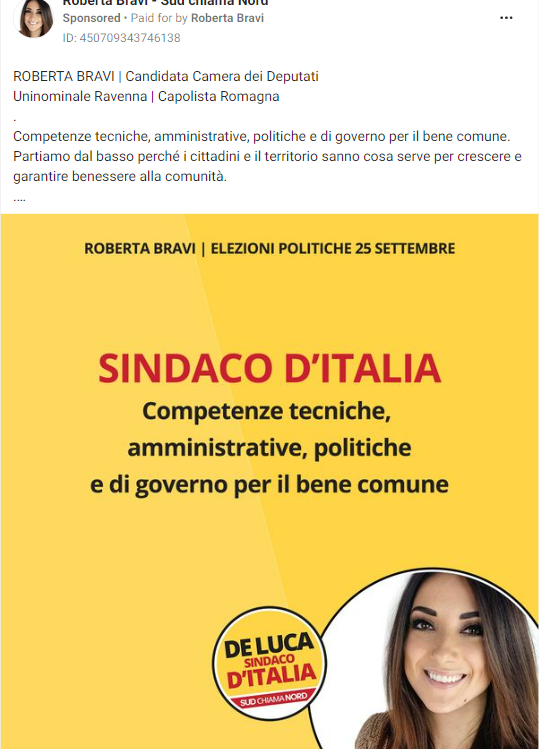 Roberta Bravi - Sud chiama Nord
Sponsored • Paid for by Roberta Bravi
ID: 450709343746138
ROBERTA BRAVI | Candidata Camera dei Deputati
Uninominale Ravenna | Capolista Romagna
.
Competenze tecniche, amministrative, politiche e di governo per il bene comune.
Partiamo dal basso perché i cittadini e il territorio sanno cosa serve per crescere e
garantire benessere alla comunità.
....
ROBERTA BRAVI | ELEZIONI POLITICHE 25 SETTEMBRE
SINDACO D'ITALIA
Competenze tecniche,
amministrative, politiche
e di governo per il bene comune
DE LUCA
SINDACO
D'ITALIA
SUD CHIAMA NORD